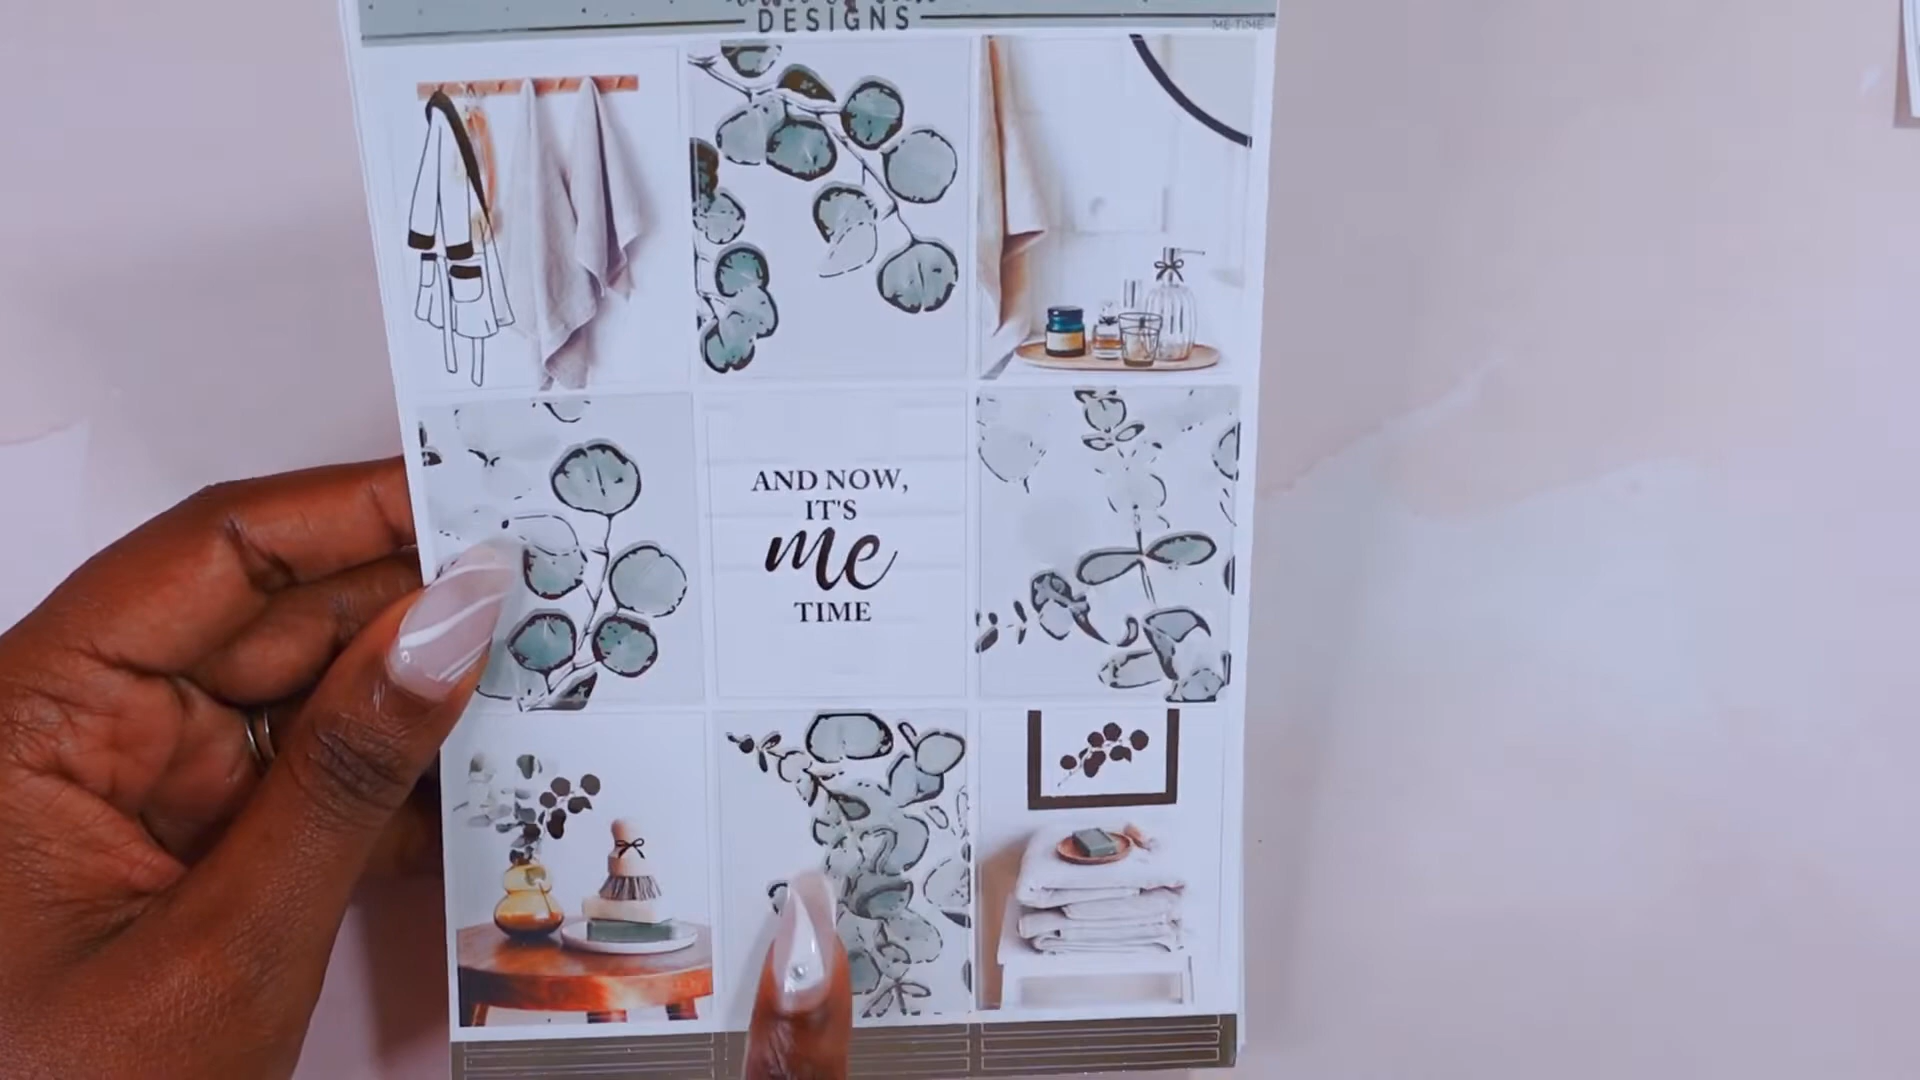 DESIGNS
ME TIME
AND NOW,
IT'S
me
TIME